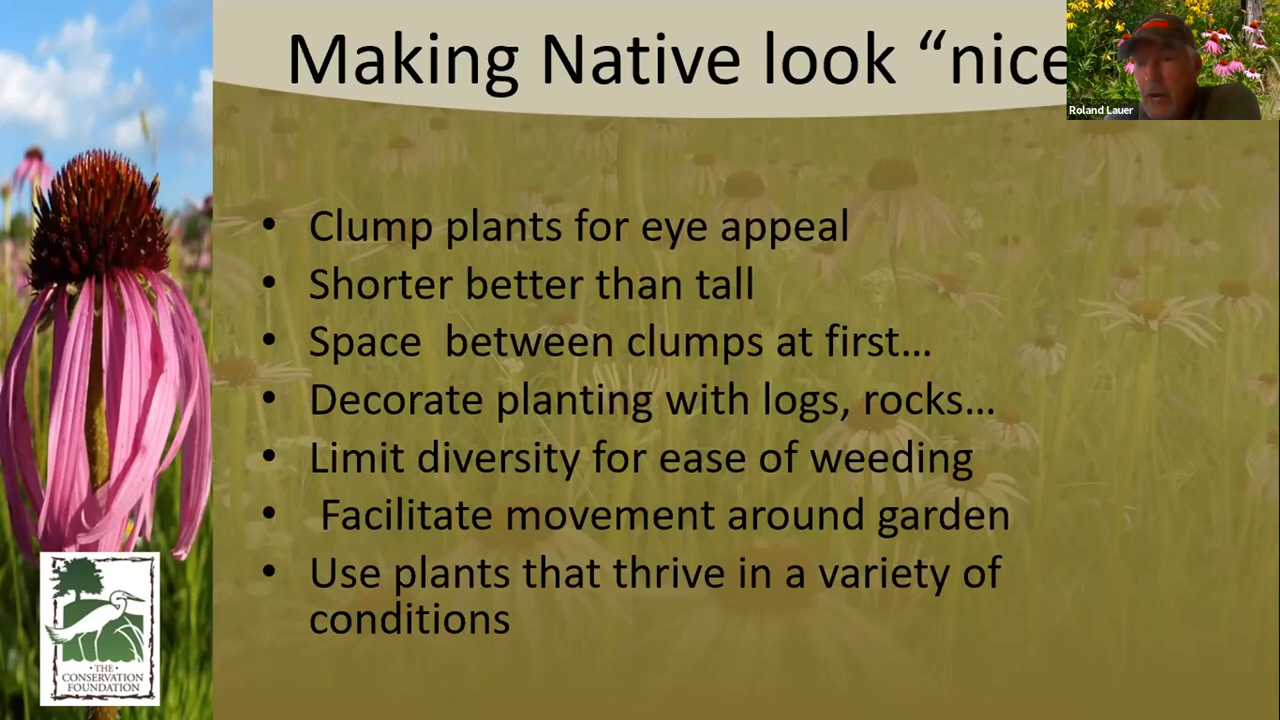 Making Native look “nice
Roland Lauer
• Clump plants for eye appeal
• Shorter better than tall
• Space  between clumps at first...
• Decorate planting with logs, rocks...
• Limit diversity for ease of weeding
• Facilitate movement around garden
• Use plants that thrive in a variety of
conditions
• THE •
CONSERVATION
FOUNDATION